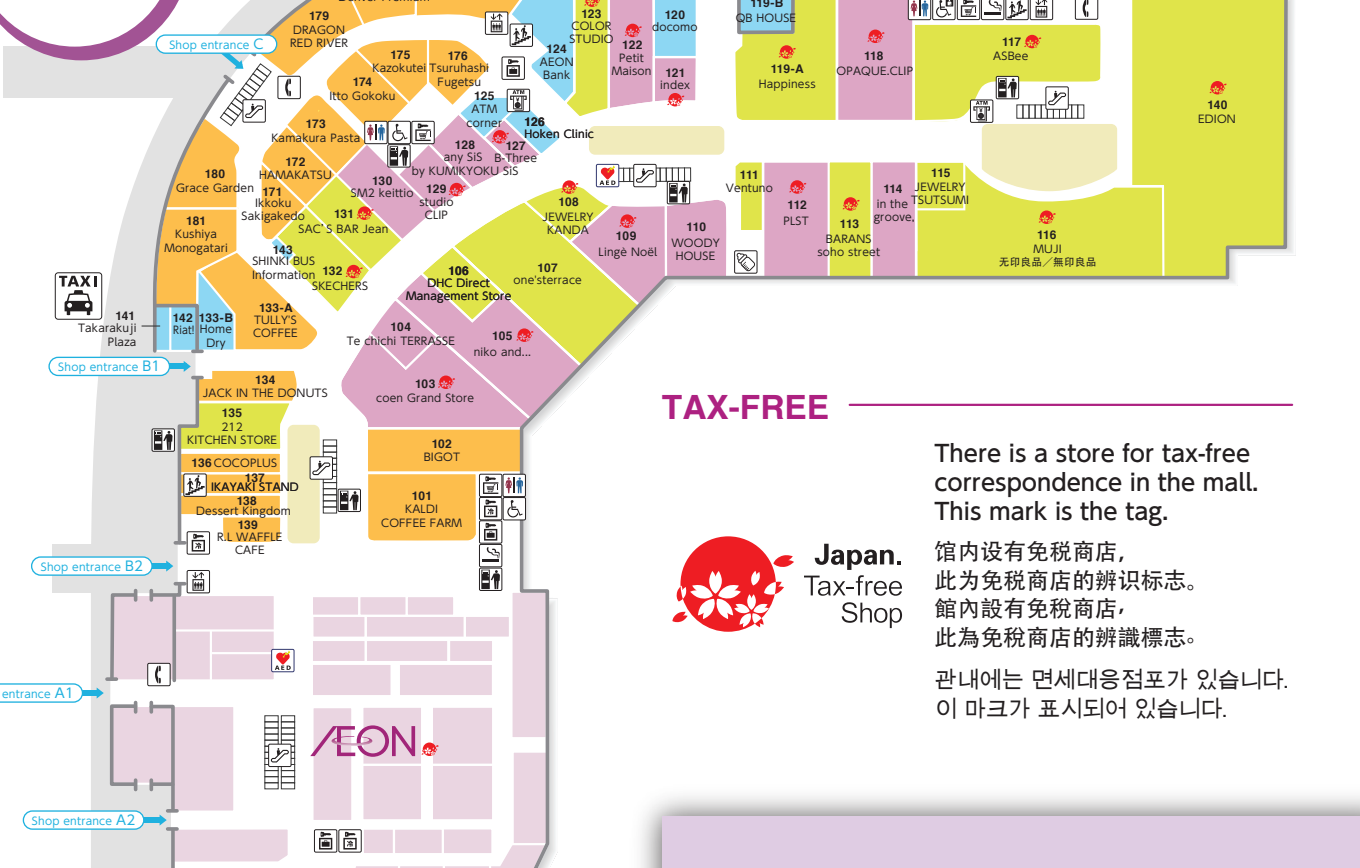 179
DRAGON
RED RIVER
Shop entrance C
175
Kazokutei
176
Tsuruhashi
Fugetsu
174
Itto Gokoku
173
Kamakura Pasta
172
HAMAKATSU
171
Ikkoku
Sakigakedo
180
Grace Garden
181
Kushiya
Monogatari
143
SHINKI BUS
Information
123
COLOR
STUDIO
124
AEON
Bank
125
ATM
corner
ATM
126
Hoken Clinic
127
B-Three
128
any SiS
by KUMIKYOKU SiS
129
studio
CLIP
130
SM2 keittio
131
SAC'S BAR Jean
132
SKECHERS
120
docomo
122
Petit
Maison
121
index
119-B
QB HOUSE
119-A
Happiness
118
OPAQUE.CLIP
117
ASBee
ATM
140
EDION
AED
111
Ventuno
112
PLST
113
BARANS
soho street
114
in the
groove,
115
JEWELRY
TSUTSUMI
116
MUJI
无印良品／無印良品
108
JEWELRY
KANDA
109
Lingè Noël
110
WOODY
HOUSE
107
one'sterrace
106
DHC Direct
Management Store
105
niko and...
104
Te chichi TERRASSE
103
coen Grand Store
TAXI
141
Takarakuji
Plaza
142
Riat!
133-B
Home
Dry
133-A
TULLY'S
COFFEE
Shop entrance B1
134
JACK IN THE DONUTS
135
212
KITCHEN STORE
136 COCOPLUS
137
IKAYAKI STAND
138
Dessert Kingdom
139
R.L WAFFLE
CAFE
102
BIGOT
101
KALDI
COFFEE FARM
Shop entrance B2
AED
entrance A1
ÆON
Shop entrance A2
TAX-FREE
There is a store for tax-free
correspondence in the mall.
This mark is the tag.
Japan.
Tax-free
Shop
馆内设有免税商店，
此为免税商店的辨识标志。
館內設有免稅商店，
此為免稅商店的辨識標志。
관내에는 면세대응점포가 있습니다.
이 마크가 표시되어 있습니다.